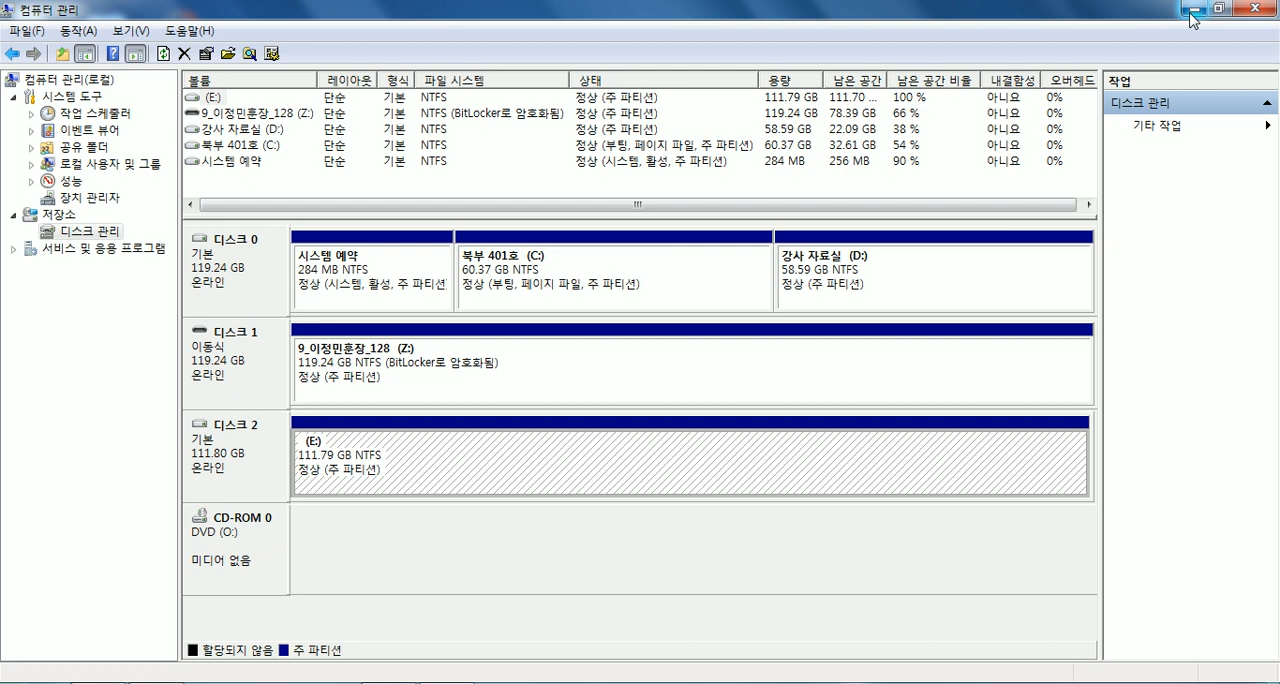 컴퓨터 관리
파일(F) 동작(A) 보기(V) 도움말(H)
컴퓨터 관리(로컬)
시스템 도구
작업 스케줄러
이벤트 뷰어
공유 폴더
로컬 사용자 및 그룹
성능
장치 관리자
저장소
디스크 관리
서비스 및 응용 프로그램
볼륨 레이아웃 형식 파일 시스템 상태 용량 남은 공간 남은 공간 비율 내결함성 오버헤드
(E:) 단순 기본 NTFS 정상 (주 파티션) 111.79 GB 111.70 ... 100 % 아니요 0%
9_이정민훈장_128 (Z:) 단순 기본 NTFS (BitLocker로 암호화됨) 정상 (주 파티션) 119.24 GB 78.39 GB 66 % 아니요 0%
강사 자료실 (D:) 단순 기본 NTFS 정상 (주 파티션) 58.59 GB 22.09 GB 38 % 아니요 0%
북부 401호 (C:) 단순 기본 NTFS 정상 (부팅, 페이지 파일, 주 파티션) 60.37 GB 32.61 GB 54 % 아니요 0%
시스템 예약 단순 기본 NTFS 정상 (시스템, 활성, 주 파티션) 284 MB 256 MB 90 % 아니요 0%
디스크 0
기본
119.24 GB
온라인
시스템 예약
284 MB NTFS
정상 (시스템, 활성, 주 파티션
북부 401호 (C:)
60.37 GB NTFS
정상 (부팅, 페이지 파일, 주 파티션)
강사 자료실 (D:)
58.59 GB NTFS
정상 (주 파티션)
디스크 1
이동식
119.24 GB
온라인
9_이정민훈장_128 (Z:)
119.24 GB NTFS (BitLocker로 암호화됨)
정상 (주 파티션)
디스크 2
기본
111.80 GB
온라인
(E:)
111.79 GB NTFS
정상 (주 파티션)
CD-ROM 0
DVD (O:)
미디어 없음
할당되지 않음 주 파티션
작업
디스크 관리
기타 작업